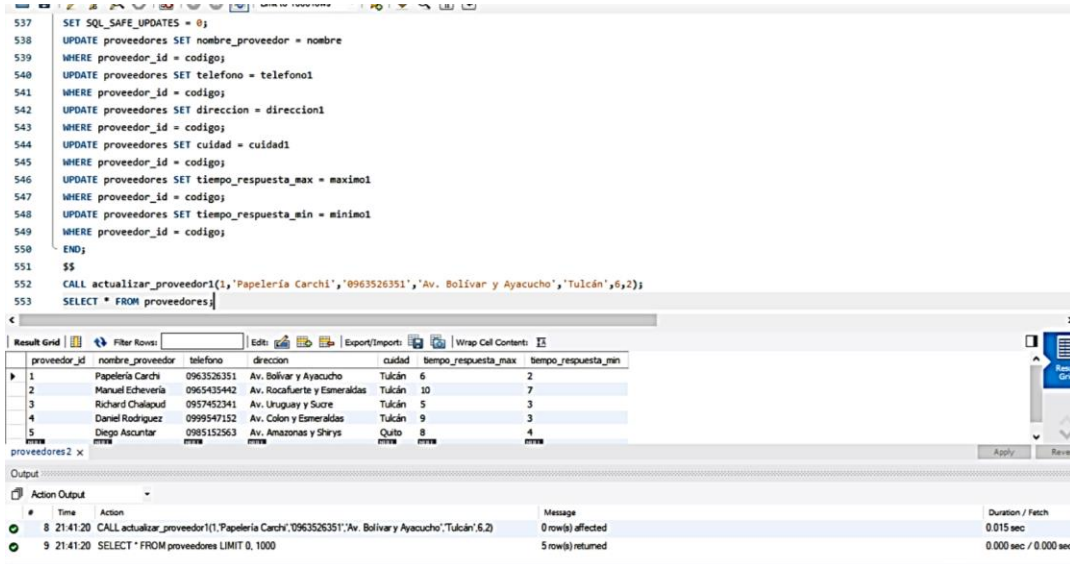 537 SET SQL_SAFE_UPDATES = 0;
538 UPDATE proveedores SET nombre_proveedor = nombre
539 WHERE proveedor_id = codigo;
540 UPDATE proveedores SET telefono = telefono1
541 WHERE proveedor_id = codigo;
542 UPDATE proveedores SET direccion = direccion1
543 WHERE proveedor_id = codigo;
544 UPDATE proveedores SET cuidad = cuidad1
545 WHERE proveedor_id = codigo;
546 UPDATE proveedores SET tiempo_respuesta_max = maximo1
547 WHERE proveedor_id = codigo;
548 UPDATE proveedores SET tiempo_respuesta_min = minimo1
549 WHERE proveedor_id = codigo;
550 END;
551 $$
552 CALL actualizar_proveedor1(1,'Papelería Carchi','0963526351','Av. Bolívar y Ayacucho','Tulcán',6,2);
553 SELECT * FROM proveedores;
Result Grid Filter Rows: Edit: Export/Import: Wrap Cell Content:
proveedor_id nombre_proveedor telefono direccion cuidad tiempo_respuesta_max tiempo_respuesta_min
1 Papelería Carchi 0963526351 Av. Bolívar y Ayacucho Tulcán 6 2
2 Manuel Echevería 0965435442 Av. Rocafuerte y Esmeraldas Tulcán 10 7
3 Richard Chalapud 0957452341 Av. Uruguay y Sucre Tulcán 5 3
4 Daniel Rodriguez 0999547152 Av. Colon y Esmeraldas Tulcán 9 3
5 Diego Ascuntar 0985152563 Av. Amazonas y Shirys Quito 8 4
NULL NULL NULL NULL NULL NULL NULL
proveedores2 x Apply
Output
Action Output
# Time Action Message Duration / Fetch
8 21:41:20 CALL actualizar_proveedor1(1,'Papelería Carchi','0963526351','Av. Bolívar y Ayacucho','Tulcán',6,2) 0 row(s) affected 0.015 sec
9 21:41:20 SELECT * FROM proveedores LIMIT 0, 1000 5 row(s) returned 0.000 sec / 0.000 sec